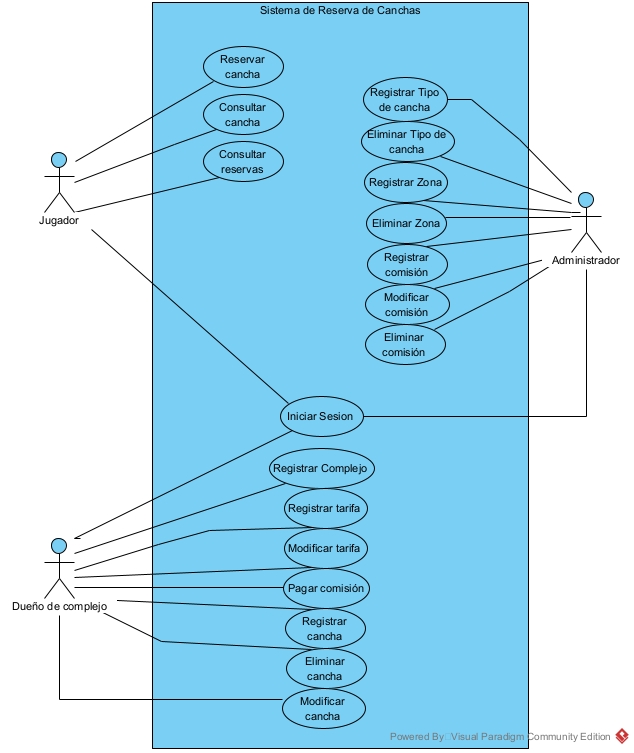 Sistema de Reserva de Canchas
Reservar
cancha
Consultar
cancha
Consultar
reservas
Jugador
Registrar Tipo
de cancha
Eliminar Tipo de
cancha
Registrar Zona
Eliminar Zona
Registrar
comisión
Modificar
comisión
Eliminar
comisión
Administrador
Iniciar Sesion
Registrar Complejo
Registrar tarifa
Modificar tarifa
Pagar comisión
Registrar
cancha
Eliminar
cancha
Modificar
cancha
Dueño de complejo
Powered By Visual Paradigm Community Edition